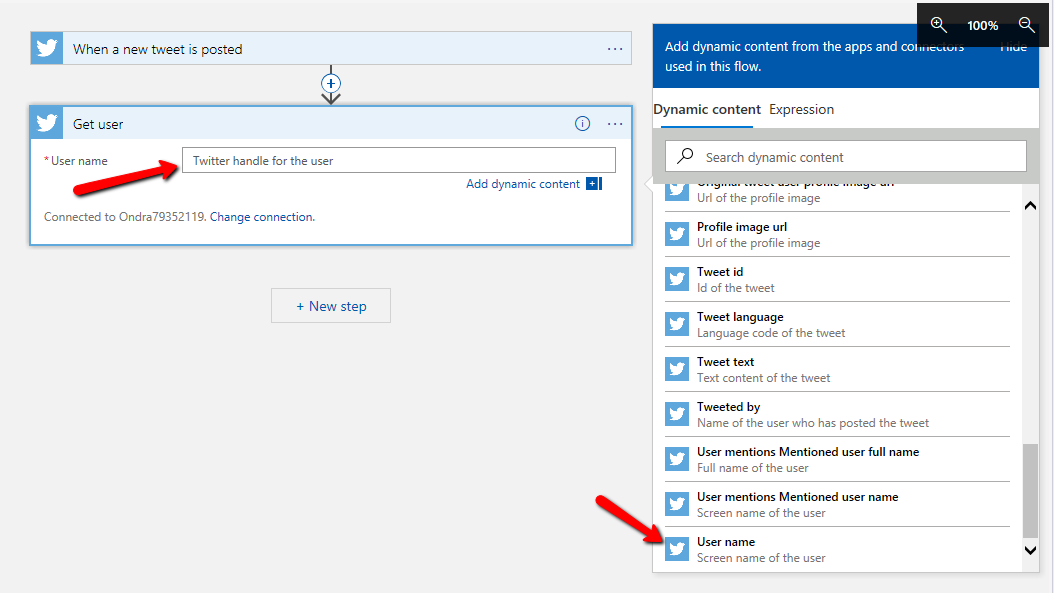 When a new tweet is posted
Get user
* User name
Twitter handle for the user
Add dynamic content
Connected to Ondra79352119. Change connection.
+ New step
100%
Add dynamic content from the apps and connectors
Hide
used in this flow.
Dynamic content
Expression
Search dynamic content
Original tweet user profile image url
Url of the profile image
Profile image url
Url of the profile image
Tweet id
Id of the tweet
Tweet language
Language code of the tweet
Tweet text
Text content of the tweet
Tweeted by
Name of the user who has posted the tweet
User mentions Mentioned user full name
Full name of the user
User mentions Mentioned user name
Screen name of the user
User name
Screen name of the user